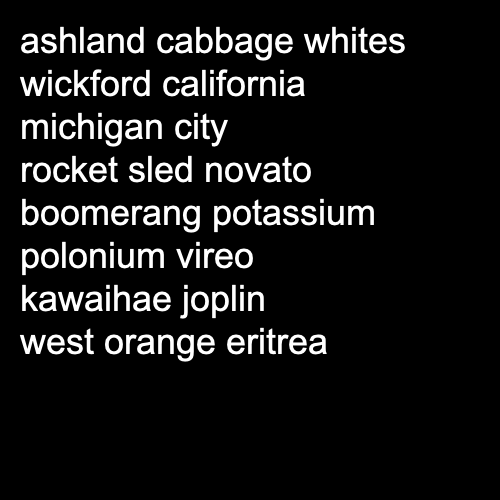 ashland cabbage whites
wickford california
michigan city
rocket sled novato
boomerang potassium
polonium vireo
kawaihae joplin
west orange eritrea